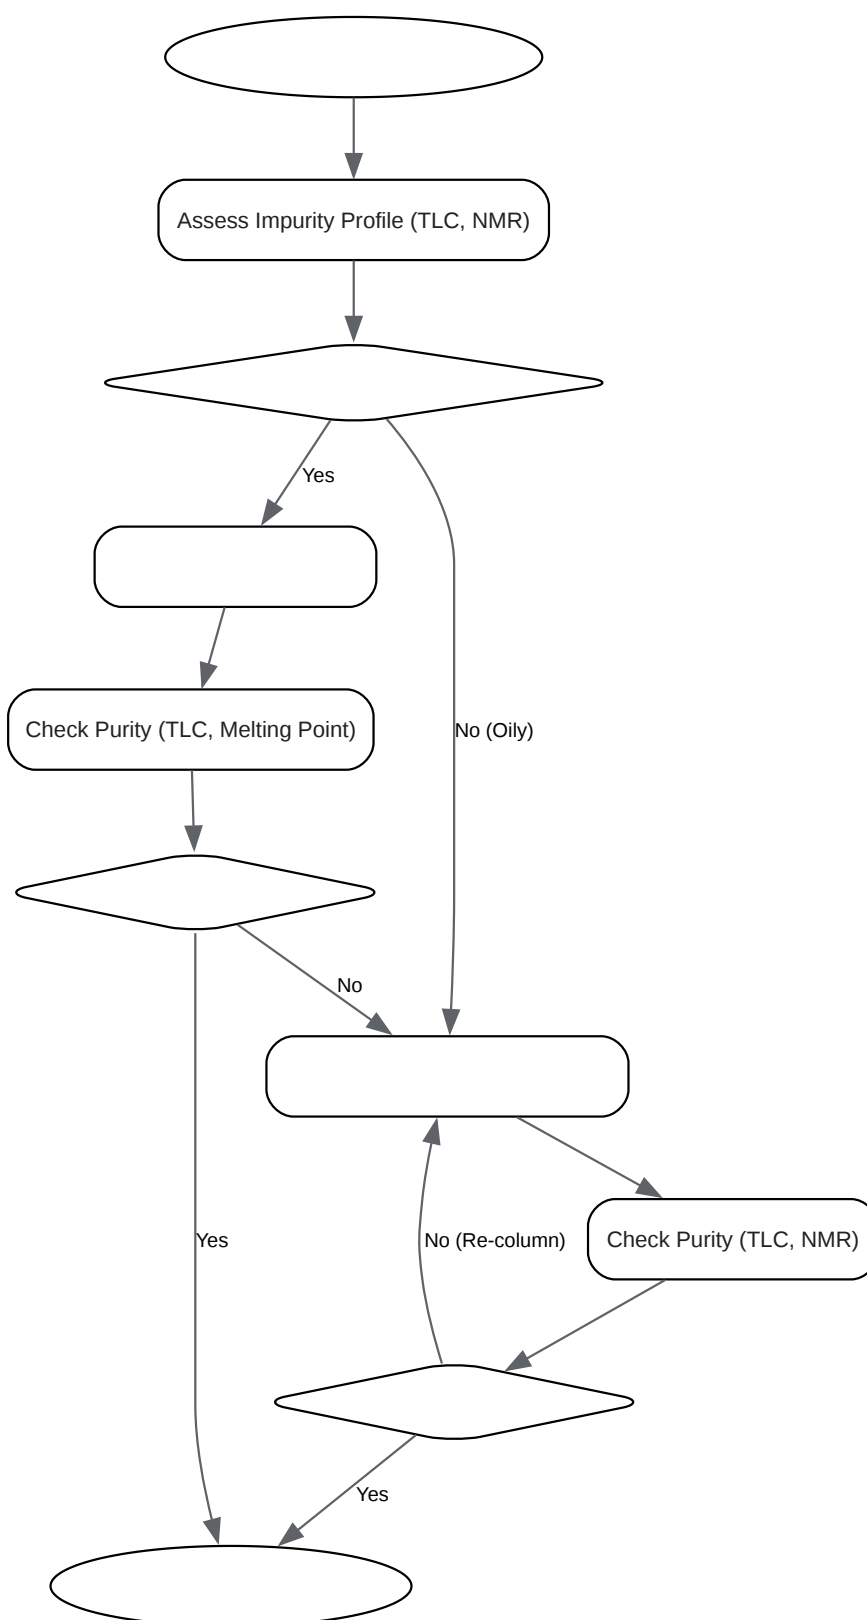 Assess Impurity Profile (TLC, NMR)
Yes
Check Purity (TLC, Melting Point)
No (Oily)
No
Yes
No (Re-column)
Check Purity (TLC, NMR)
Yes